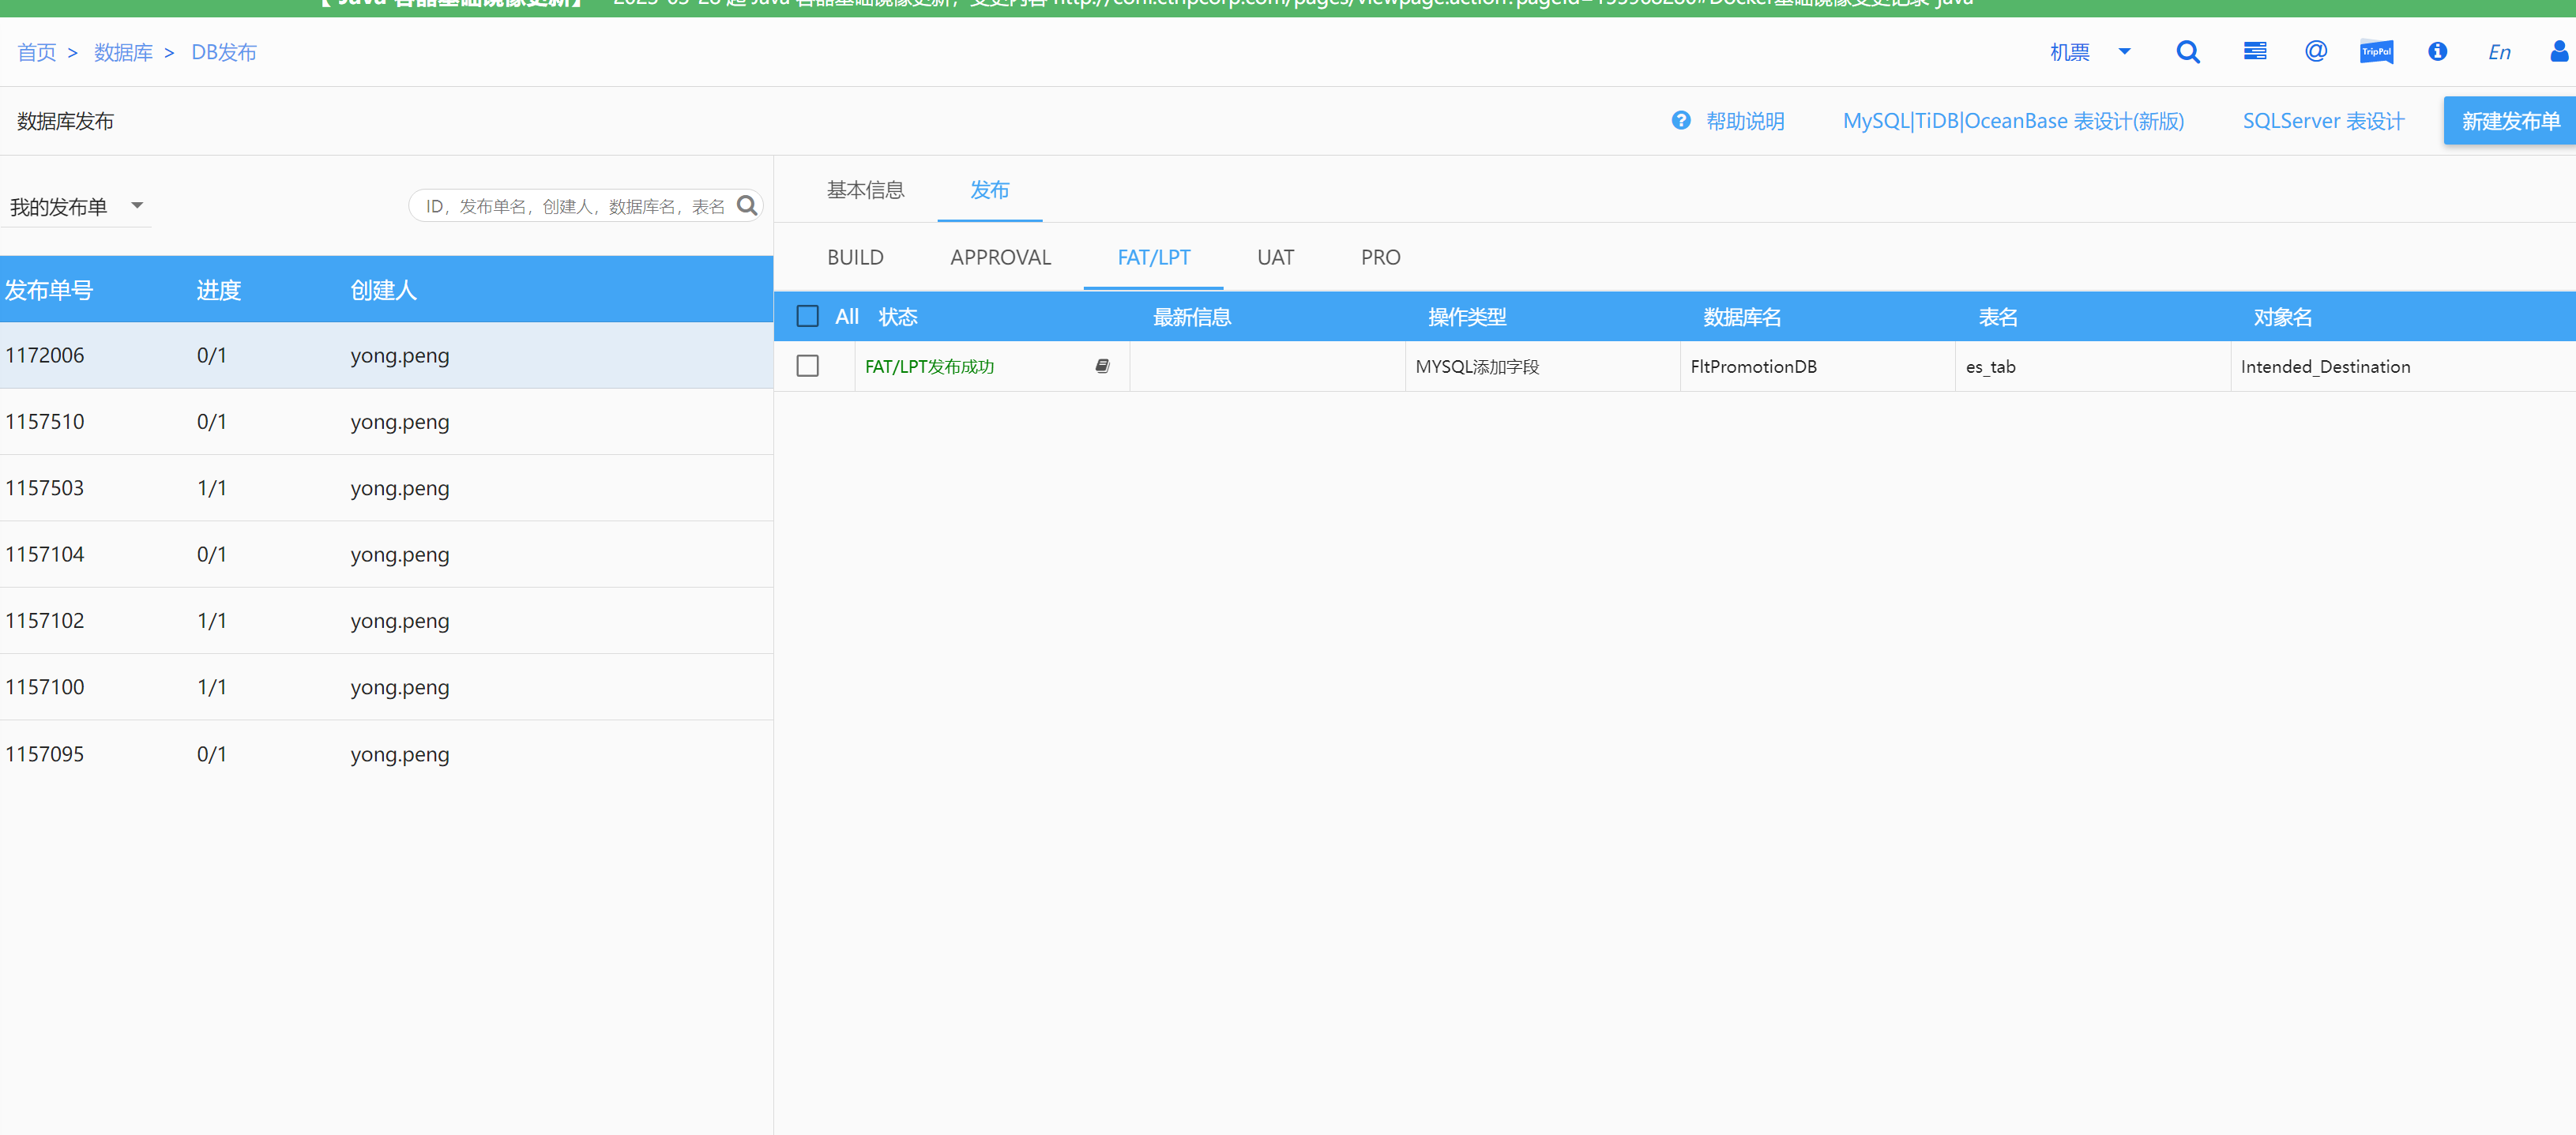 首页 > 数据库 > DB发布
机票
@
TripPal
En
数据库发布
帮助说明
MySQL|TiDB|OceanBase 表设计(新版)
SQLServer 表设计
新建发布单
我的发布单
ID，发布单名，创建人，数据库名，表名
发布单号 进度 创建人
1172006 0/1 yong.peng
1157510 0/1 yong.peng
1157503 1/1 yong.peng
1157104 0/1 yong.peng
1157102 1/1 yong.peng
1157100 1/1 yong.peng
1157095 0/1 yong.peng
基本信息 发布
BUILD APPROVAL FAT/LPT UAT PRO
All 状态 最新信息 操作类型 数据库名 表名 对象名
FAT/LPT发布成功 MYSQL添加字段 FltPromotionDB es_tab Intended_Destination